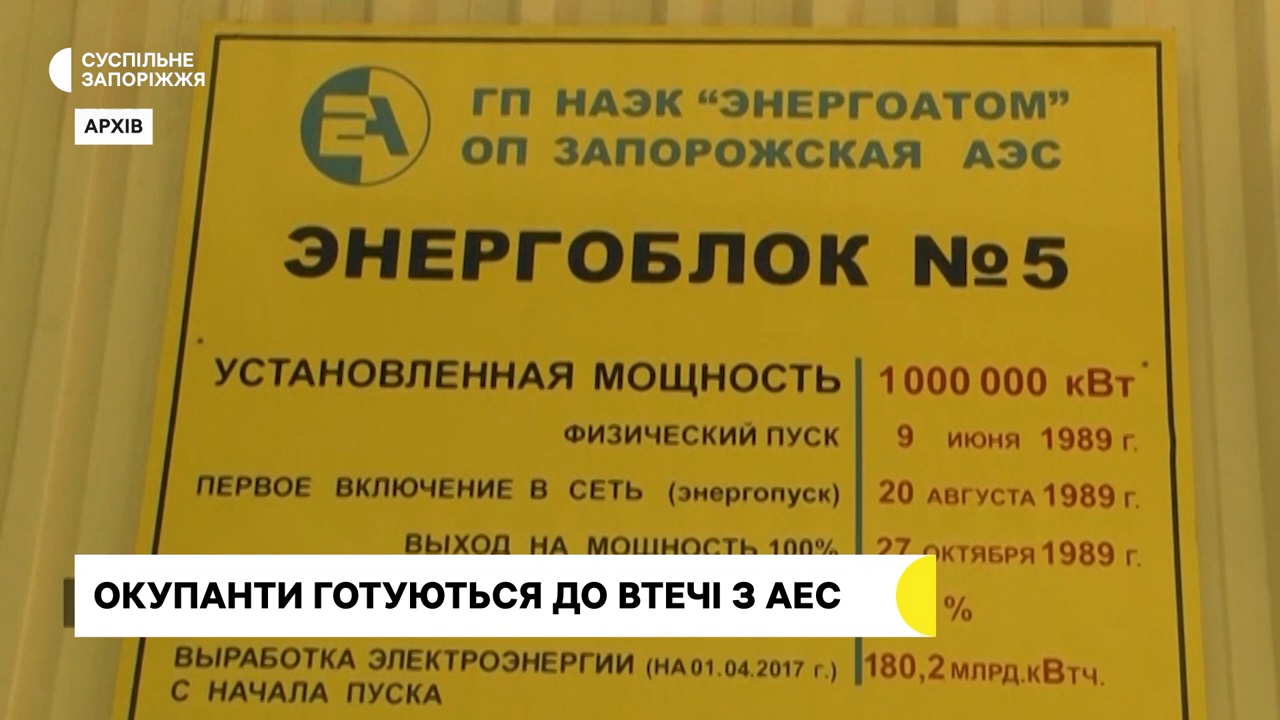 СУСПІЛЬНЕ
ЗАПОРІЖЖЯ
АРХІВ
ЕА
ГП НАЭК “ЭНЕРГОАТОМ”
ОП ЗАПОРОЖСКАЯ АЭС
ЭНЕРГОБЛОК №5
УСТАНОВЛЕННАЯ МОЩНОСТЬ 1000 000 кВт
ФИЗИЧЕСКИЙ ПУСК 9 ИЮНЯ 1989 г.
ПЕРВОЕ ВКЛЮЧЕНИЕ В СЕТЬ (энергопуск) 20 АВГУСТА 1989 г.
ВЫХОД НА МОЩНОСТЬ 100% 27 ОКТЯБРЯ 1989 г.
ОКУПАНТИ ГОТУЮТЬСЯ ДО ВТЕЧІ З АЕС
%
ВЫРАБОТКА ЭЛЕКТРОЭНЕРГИИ (НА 01.04.2017 г.) 180,2 МЛРД.кВтч.
С НАЧАЛА ПУСКА